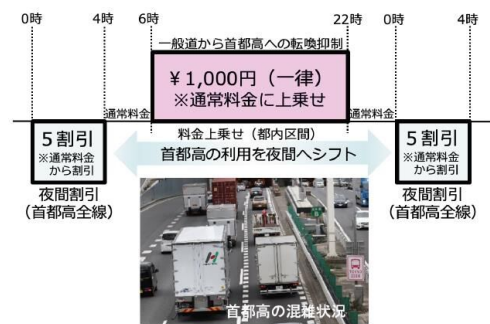 0時 4時 6時 22時 0時 4時
一般道から首都高への転換抑制
¥1,000円(一律)
※通常料金に上乗せ
通常料金 通常料金
5割引
※通常料金
から割引
料金上乗せ(都内区間)
首都高の利用を夜間へシフト
5割引
※通常料金
から割引
夜間割引
(首都高全線)
夜間割引
(首都高全線)
首都高の混雑状況